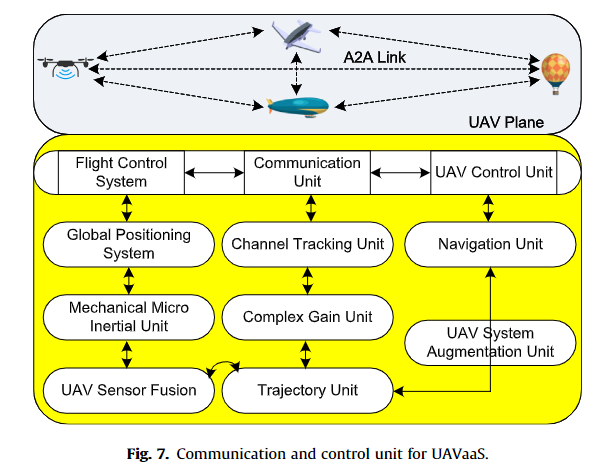 A2A Link
UAV Plane
Flight Control
System
Communication
Unit
UAV Control Unit
Global Positioning
System
Channel Tracking Unit
Navigation Unit
Mechanical Micro
Inertial Unit
Complex Gain Unit
UAV System
Augmentation Unit
UAV Sensor Fusion
Trajectory Unit
Fig. 7. Communication and control unit for UAVaaS.